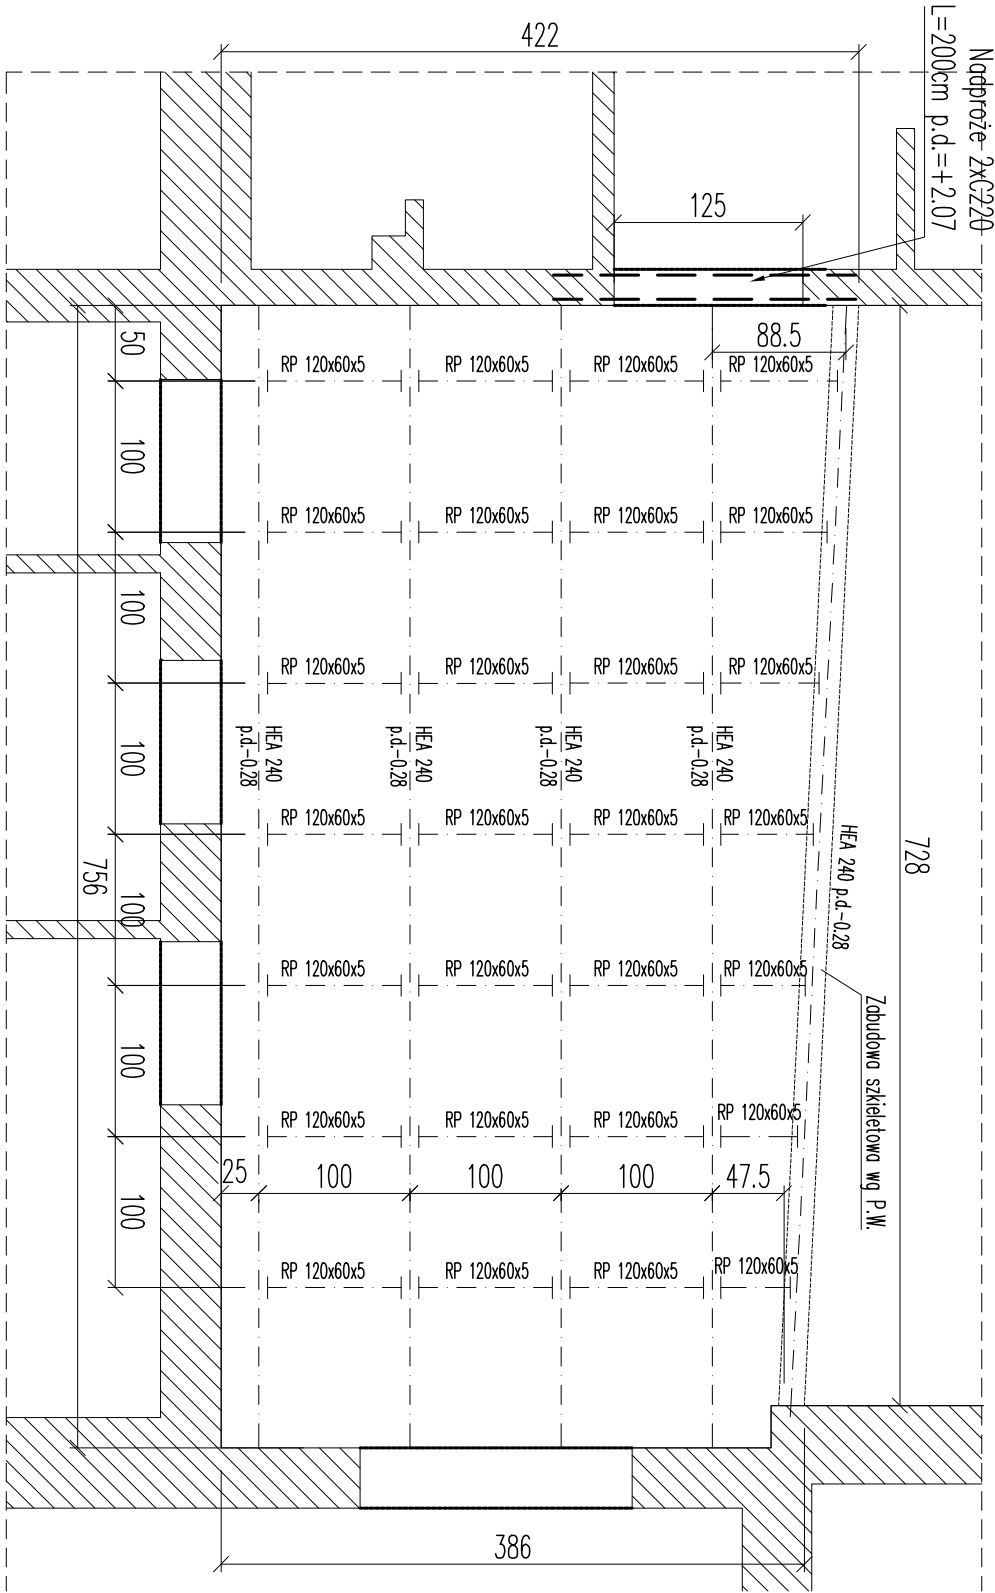 422
Nadproże 2xC220
L=200cm p.d.=+2.07
125
88.5
50
RP 120x60x5
RP 120x60x5
RP 120x60x5
RP 120x60x5
100
RP 120x60x5
RP 120x60x5
RP 120x60x5
RP 120x60x5
100
RP 120x60x5
RP 120x60x5
RP 120x60x5
RP 120x60x5
HEA 240
p.d.-0.28
HEA 240
p.d.-0.28
HEA 240
p.d.-0.28
HEA 240
p.d.-0.28
100
RP 120x60x5
RP 120x60x5
RP 120x60x5
RP 120x60x5
HEA 240 p.d.-0.28
728
756
100
RP 120x60x5
RP 120x60x5
RP 120x60x5
RP 120x60x5
Zabudowa szkieletowa wg P.W.
100
RP 120x60x5
RP 120x60x5
RP 120x60x5
RP 120x60x5
25
100
100
100
47.5
100
RP 120x60x5
RP 120x60x5
RP 120x60x5
RP 120x60x5
386